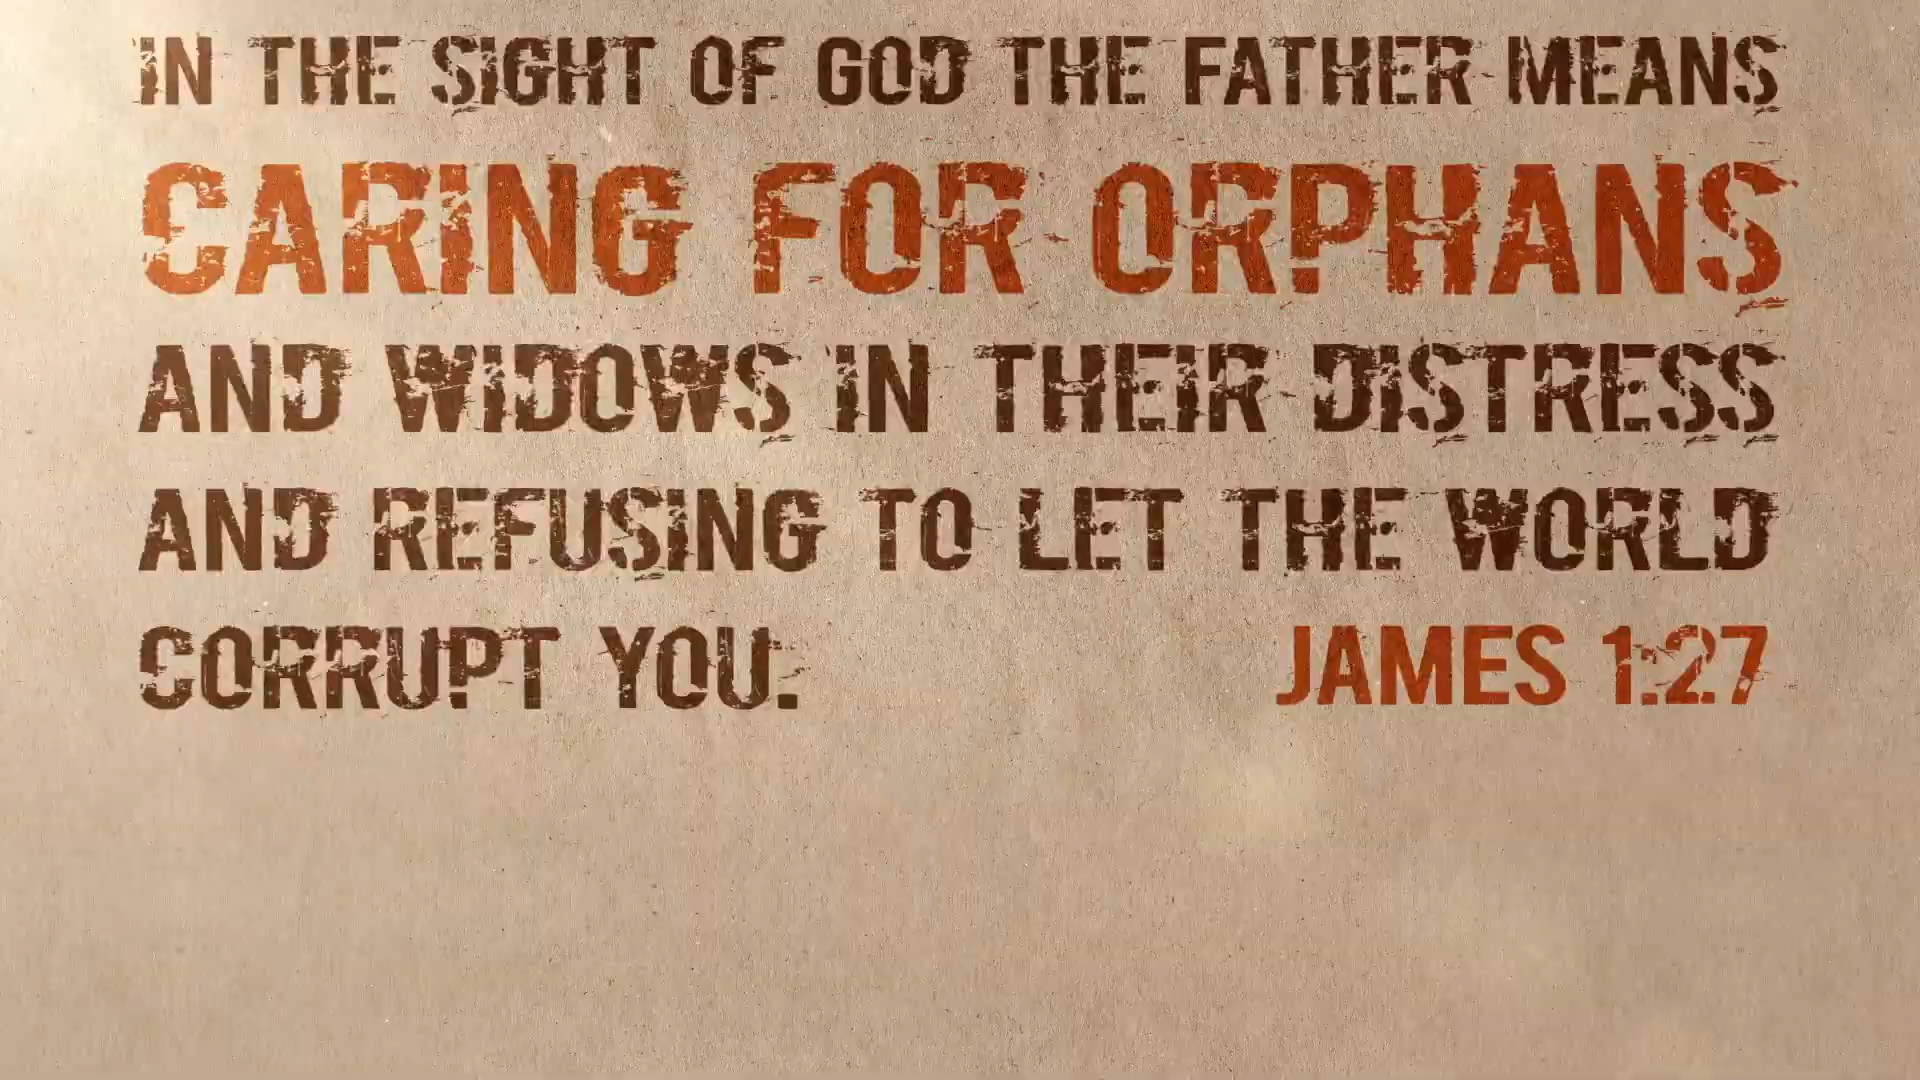 IN THE SIGHT OF GOD THE FATHER MEANS
CARING FOR ORPHANS
AND WIDOWS IN THEIR DISTRESS
AND REFUSING TO LET THE WORLD
CORRUPT YOU. JAMES 1:27